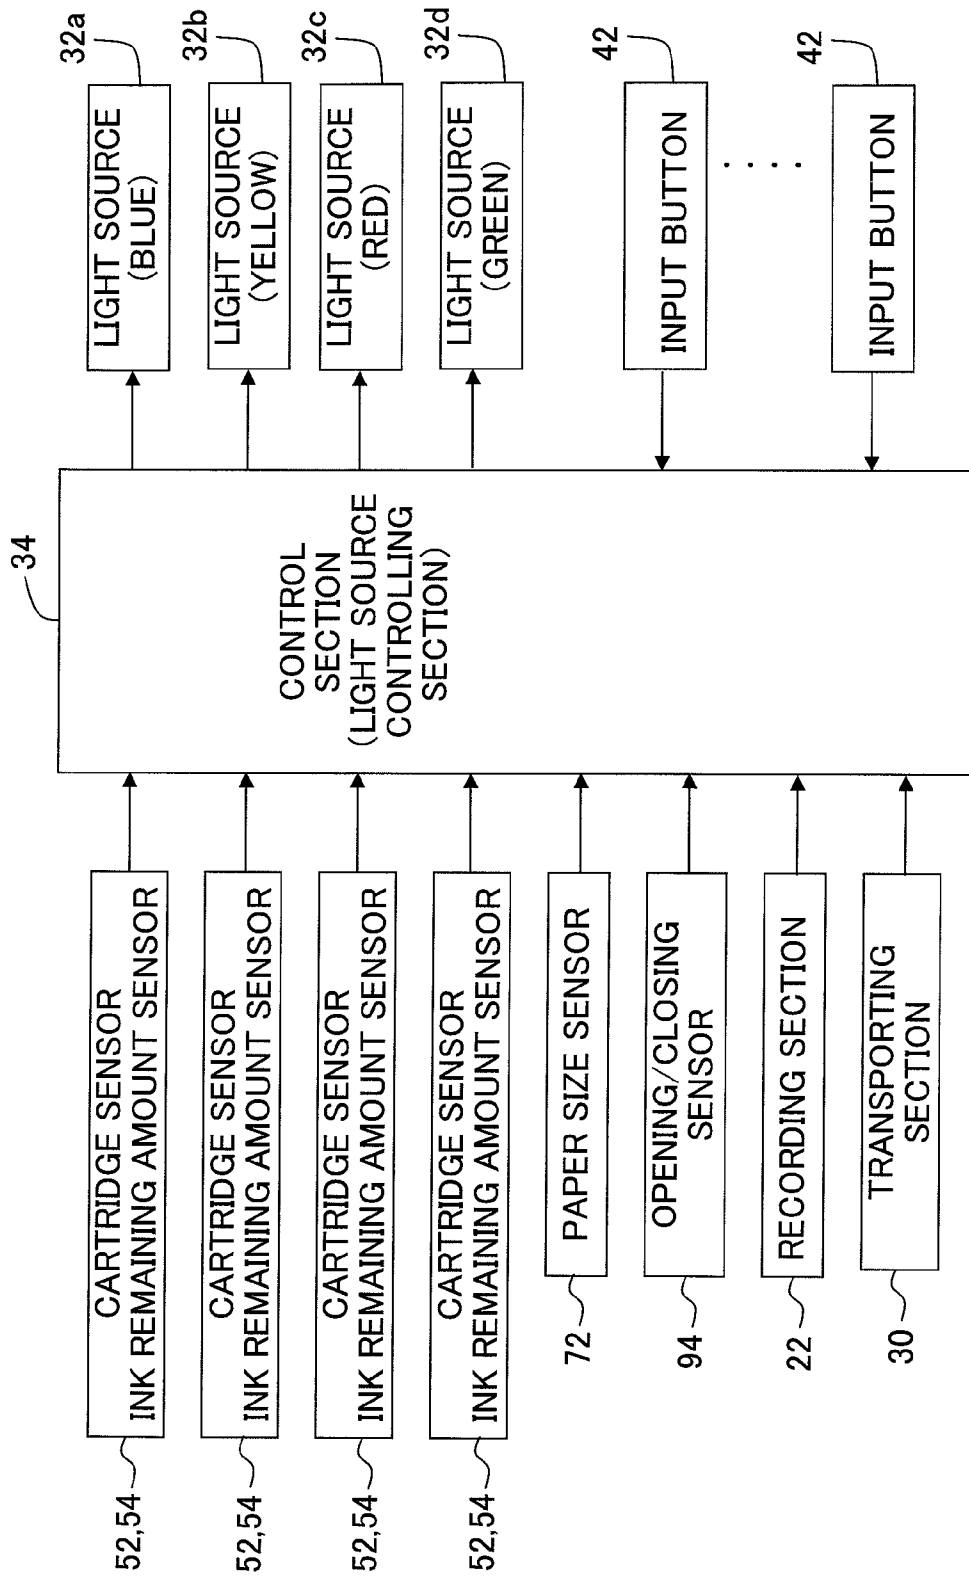 34
CARTRIDGE SENSOR
INK REMAINING AMOUNT SENSOR
52,54
CARTRIDGE SENSOR
INK REMAINING AMOUNT SENSOR
52,54
CARTRIDGE SENSOR
INK REMAINING AMOUNT SENSOR
52,54
CARTRIDGE SENSOR
INK REMAINING AMOUNT SENSOR
52,54
PAPER SIZE SENSOR
72
OPENING/CLOSING
SENSOR
94
RECORDING SECTION
22
TRANSPORTING
SECTION
30
CONTROL
SECTION
(LIGHT SOURCE
CONTROLLING
SECTION)
LIGHT SOURCE
(BLUE)
32a
LIGHT SOURCE
(YELLOW)
32b
LIGHT SOURCE
(RED)
32c
LIGHT SOURCE
(GREEN)
32d
INPUT BUTTON
42
. . . .
INPUT BUTTON
42